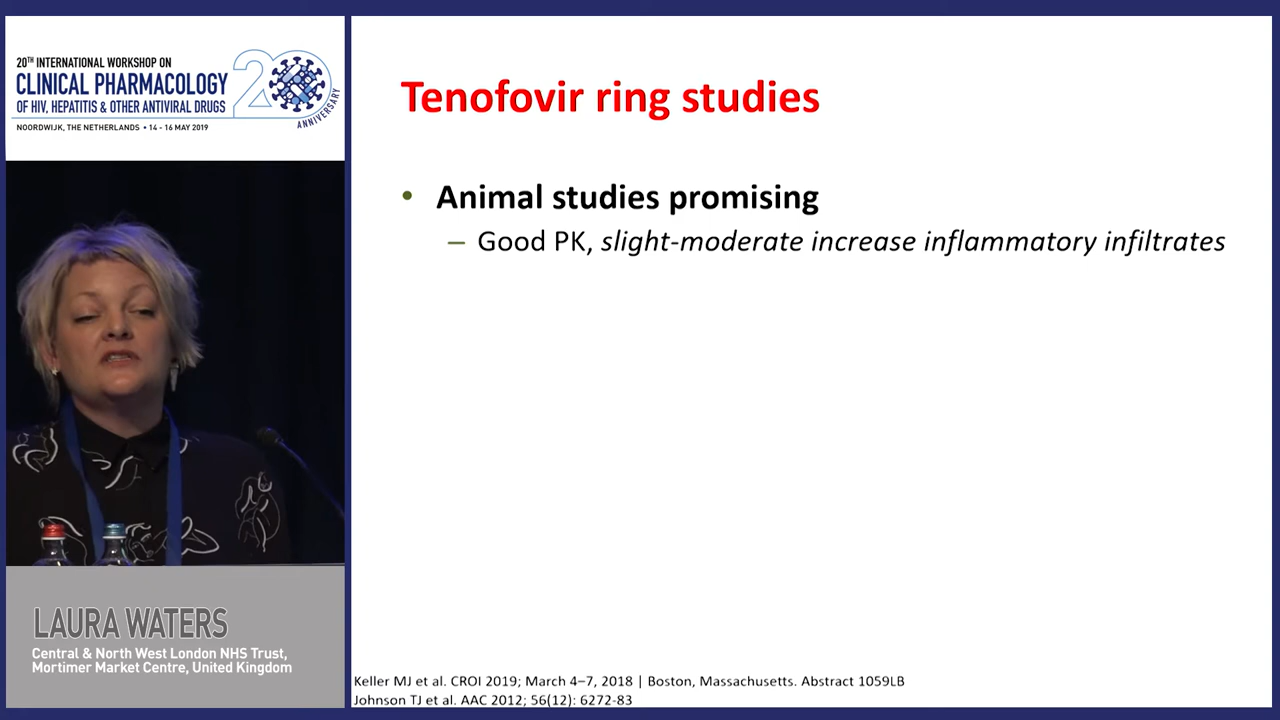 20TH INTERNATIONAL WORKSHOP ON
CLINICAL PHARMACOLOGY
OF HIV, HEPATITIS & OTHER ANTIVIRAL DRUGS
20
ANNIVERSARY
NOORDWIJK, THE NETHERLANDS • 14 - 16 MAY 2019
Tenofovir ring studies
• Animal studies promising
– Good PK, slight-moderate increase inflammatory infiltrates
LAURA WATERS
Central & North West London NHS Trust,
Mortimer Market Centre, United Kingdom
Keller MJ et al. CROI 2019; March 4–7, 2018 | Boston, Massachusetts. Abstract 1059LB
Johnson TJ et al. AAC 2012; 56(12): 6272-83